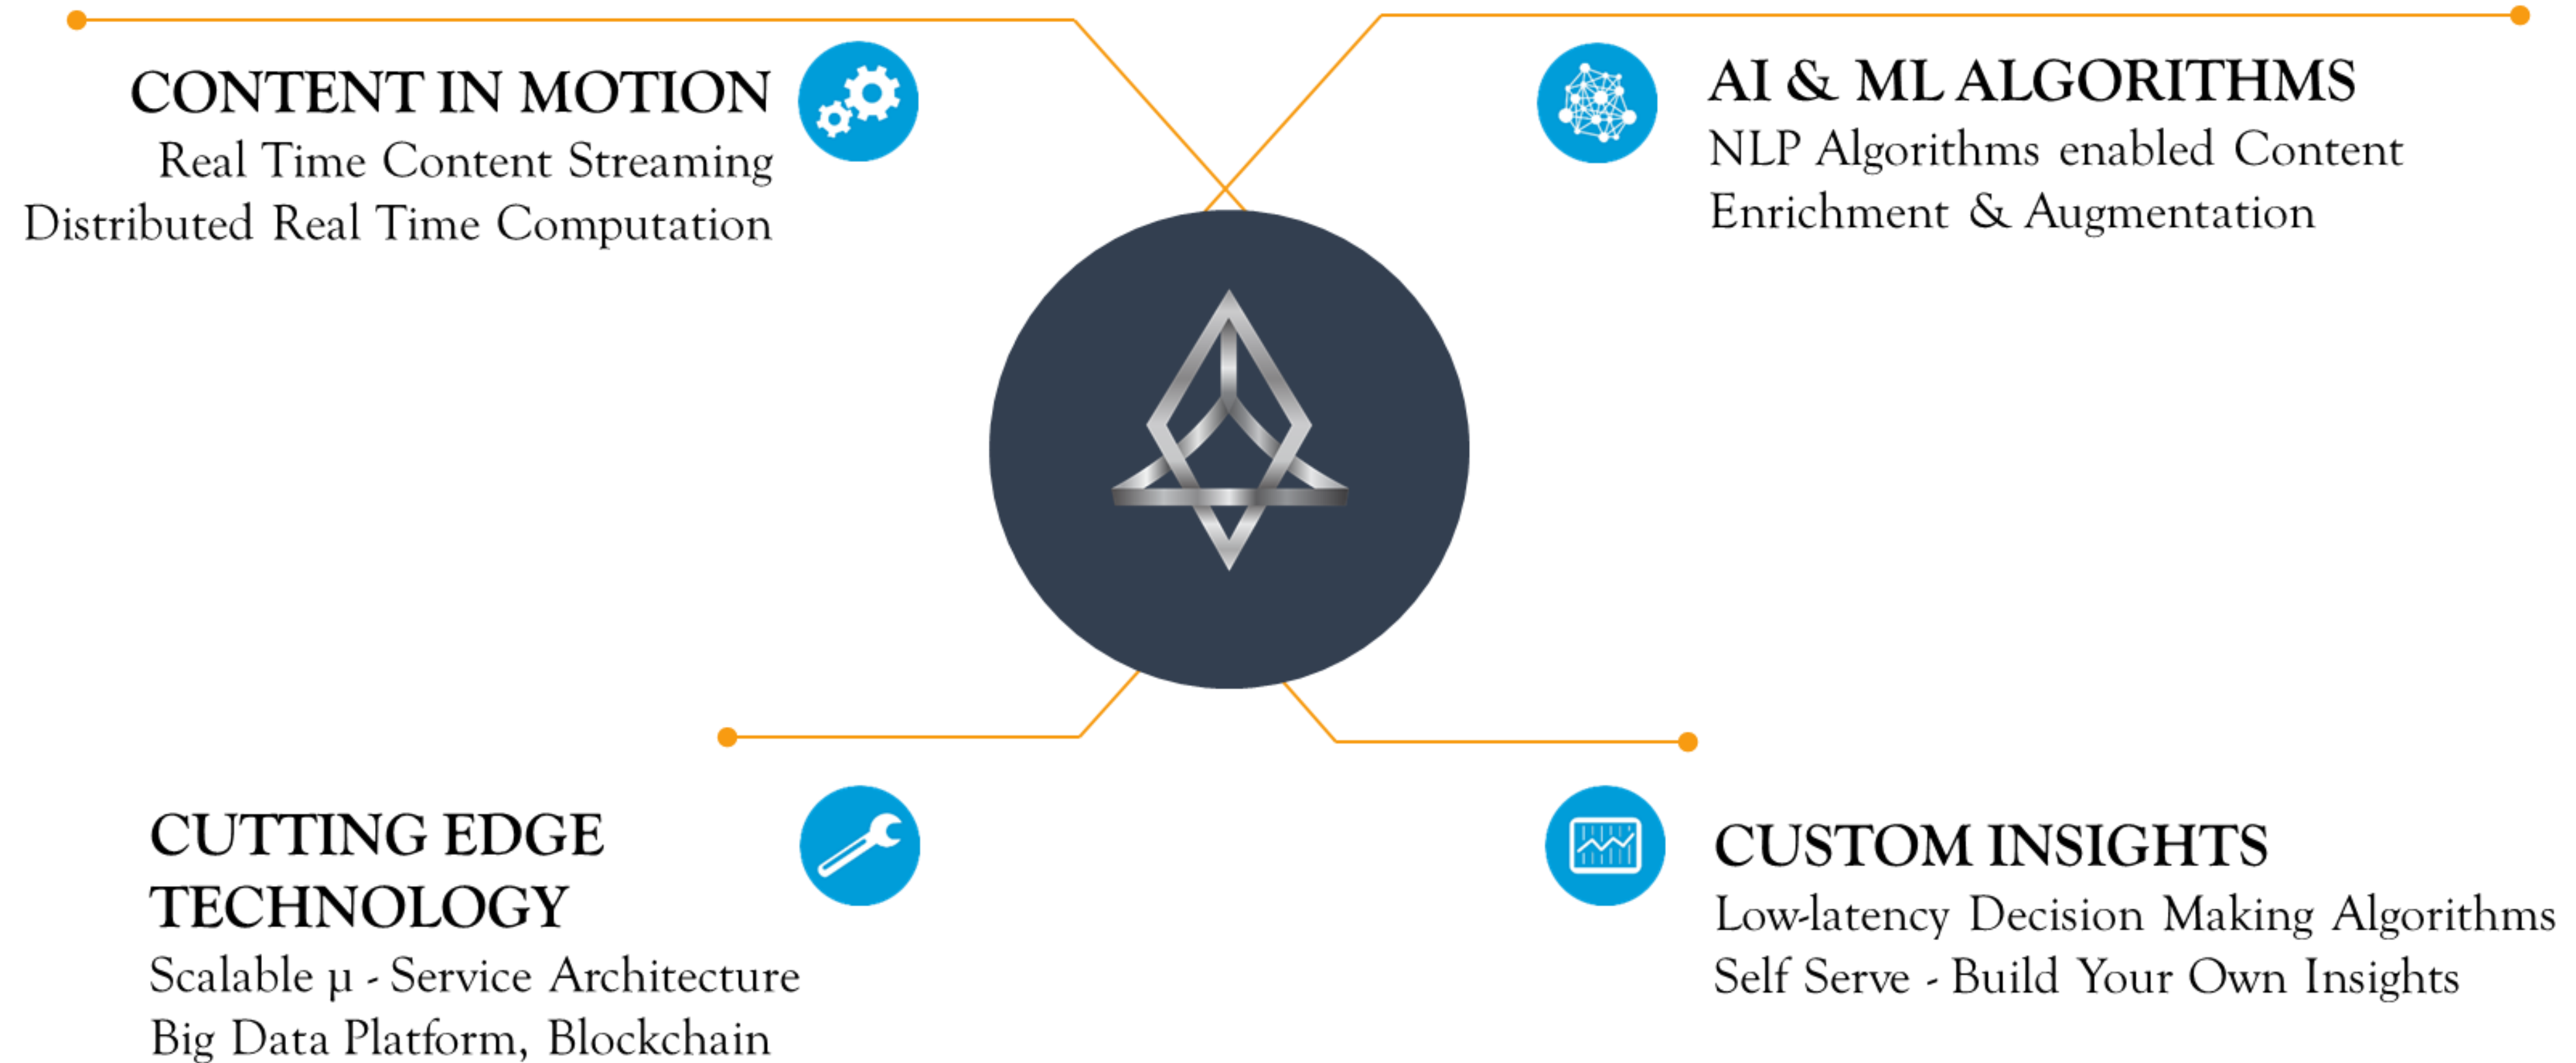 CONTENT IN MOTION
Real Time Content Streaming
Distributed Real Time Computation
AI & ML ALGORITHMS
NLP Algorithms enabled Content
Enrichment & Augmentation
CUTTING EDGE
TECHNOLOGY
Scalable µ - Service Architecture
Big Data Platform, Blockchain
CUSTOM INSIGHTS
Low-latency Decision Making Algorithms
Self Serve - Build Your Own Insights